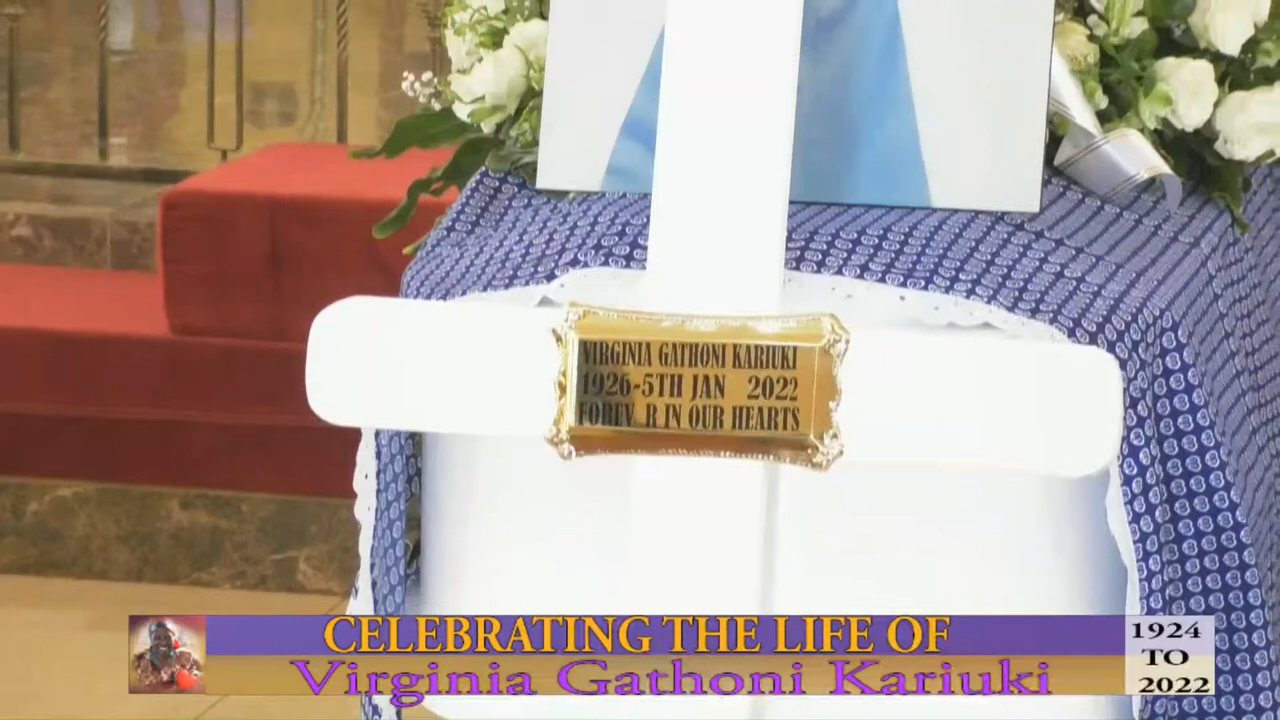 VIRGINIA GATHONI KARIUKI
1926-5TH JAN 2022
FOREV R IN OUR HEARTS
CELEBRATING THE LIFE OF
Virginia Gathoni Kariuki
1924
TO
2022